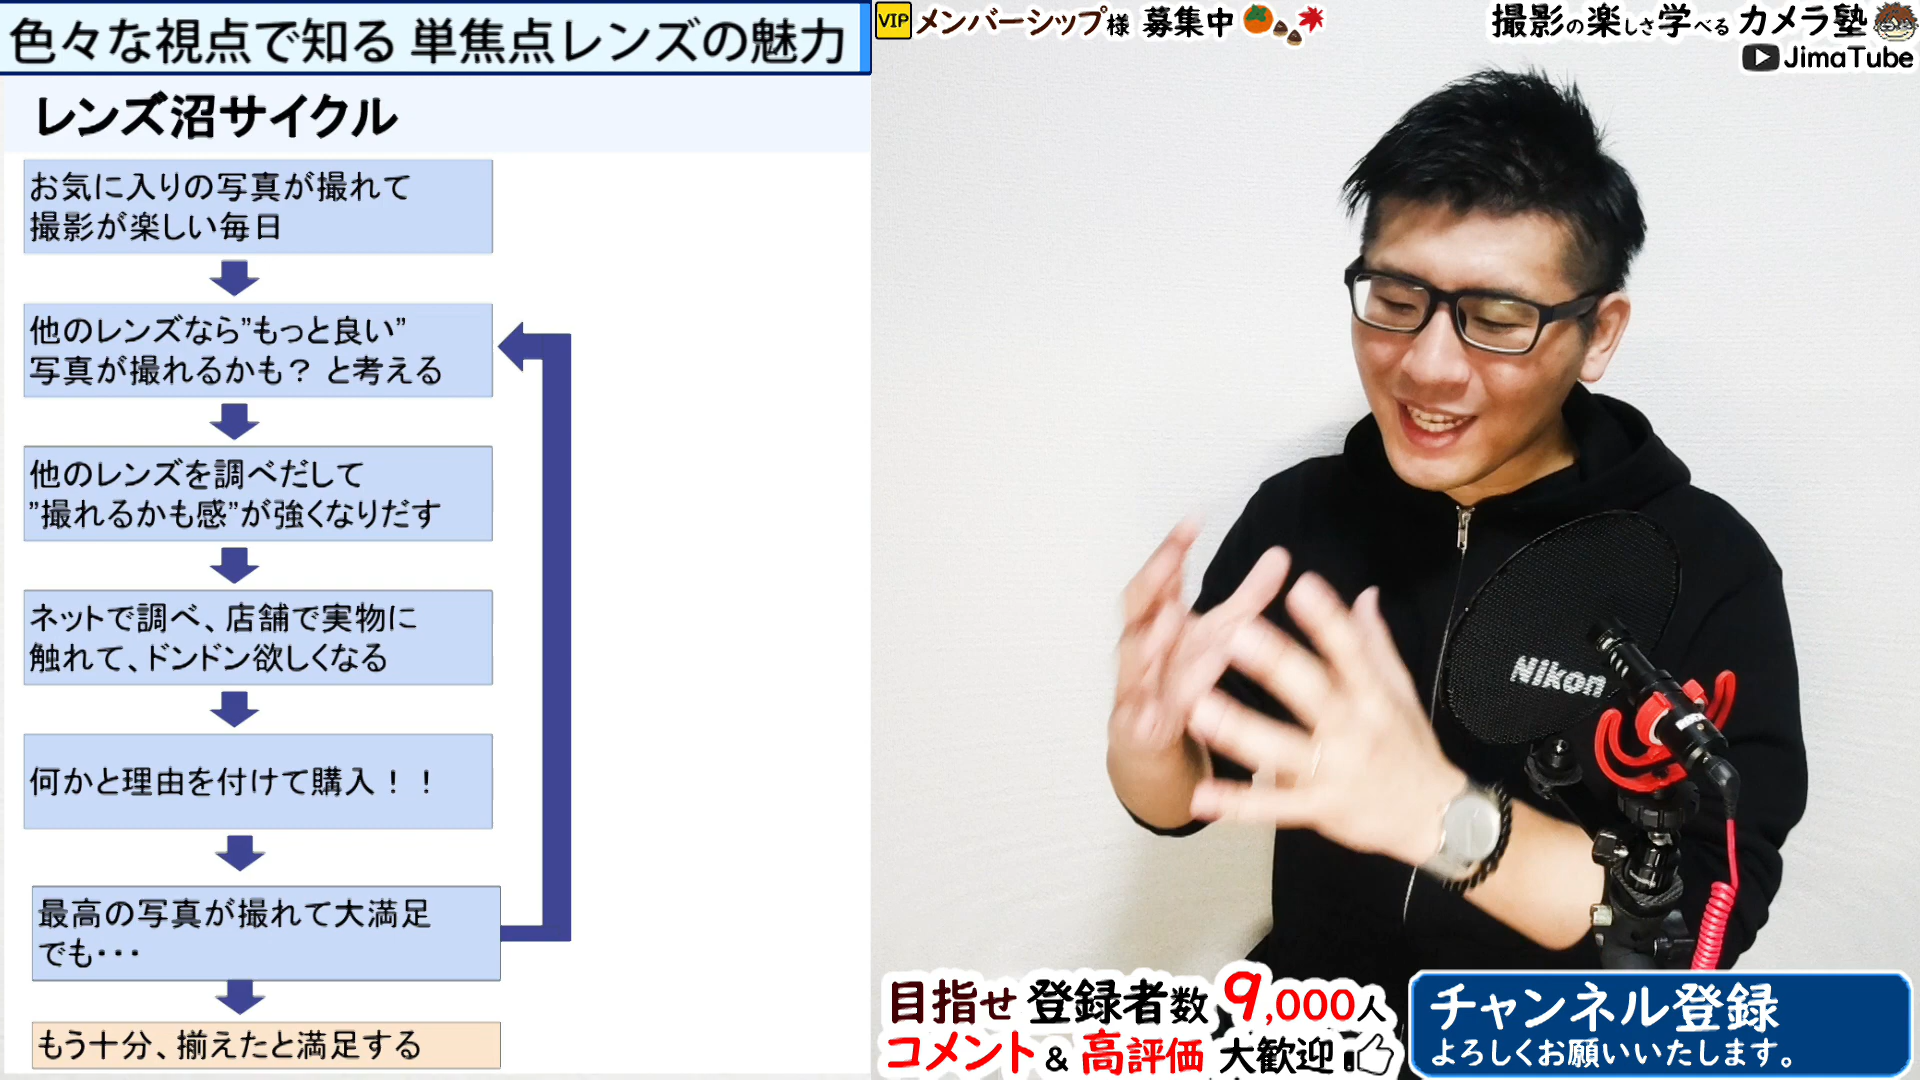 色々な視点で知る 単焦点レンズの魅力
レンズ沼サイクル
お気に入りの写真が撮れて
撮影が楽しい毎日
他のレンズなら”もっと良い”
写真が撮れるかも？ と考える
他のレンズを調べだして
”撮れるかも感”が強くなりだす
ネットで調べ、店舗で実物に
触れて、ドンドン欲しくなる
何かと理由を付けて購入！！
最高の写真が撮れて大満足
でも・・・
もう十分、揃えたと満足する
VIP メンバーシップ様 募集中
撮影の楽しさ学べる カメラ塾
JimaTube
Nikon
目指せ 登録者数 9,000人
コメント & 高評価 大歓迎
チャンネル登録
よろしくお願いいたします。